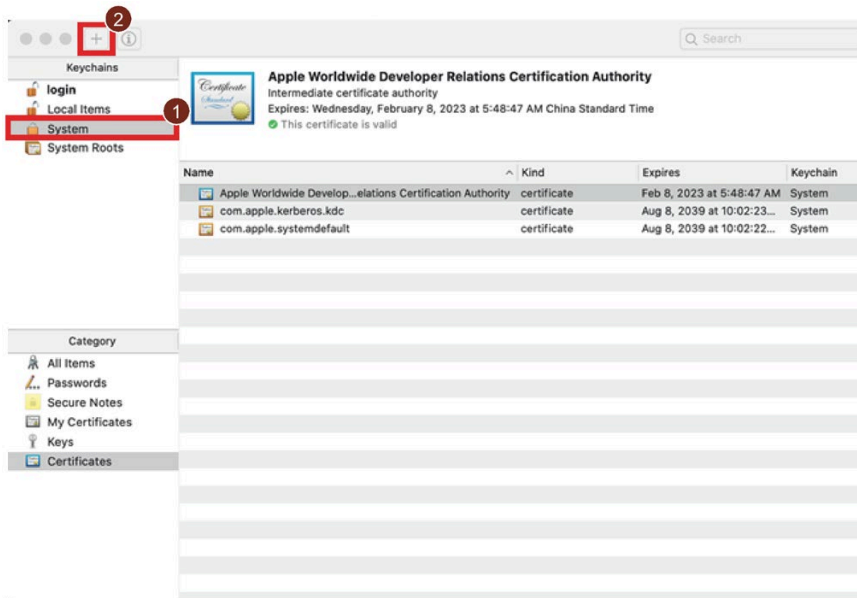 2
+
Search
Keychains
login
Local Items
1
System
System Roots
Certificate
Standard
Apple Worldwide Developer Relations Certification Authority
Intermediate certificate authority
Expires: Wednesday, February 8, 2023 at 5:48:47 AM China Standard Time
This certificate is valid
Name Kind Expires Keychain
Apple Worldwide Develop...elations Certification Authority certificate Feb 8, 2023 at 5:48:47 AM System
com.apple.kerberos.kdc certificate Aug 8, 2039 at 10:02:23... System
com.apple.systemdefault certificate Aug 8, 2039 at 10:02:22... System
Category
All Items
Passwords
Secure Notes
My Certificates
Keys
Certificates